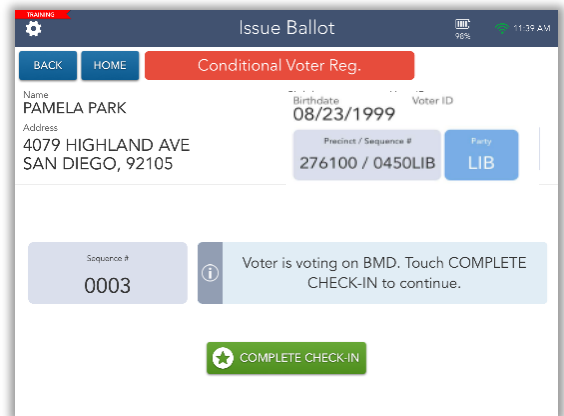 TRAINING
Issue Ballot
98%
11:39 AM
BACK
HOME
Conditional Voter Reg.
Name
PAMELA PARK
Address
4079 HIGHLAND AVE
SAN DIEGO, 92105
Birthdate
08/23/1999
Voter ID
Precinct / Sequence #
276100 / 0450LIB
Party
LIB
Sequence #
0003
Voter is voting on BMD. Touch COMPLETE
CHECK-IN to continue.
COMPLETE CHECK-IN